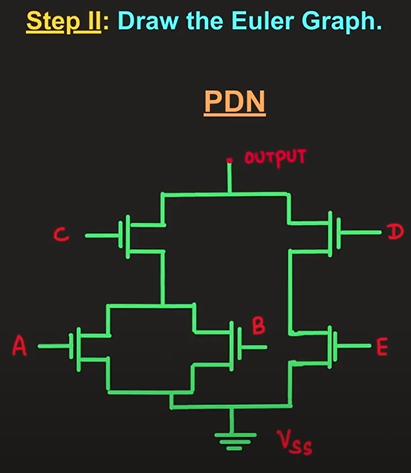 Step II: Draw the Euler Graph.
PDN
OUTPUT
C
D
A
B
E
Vss